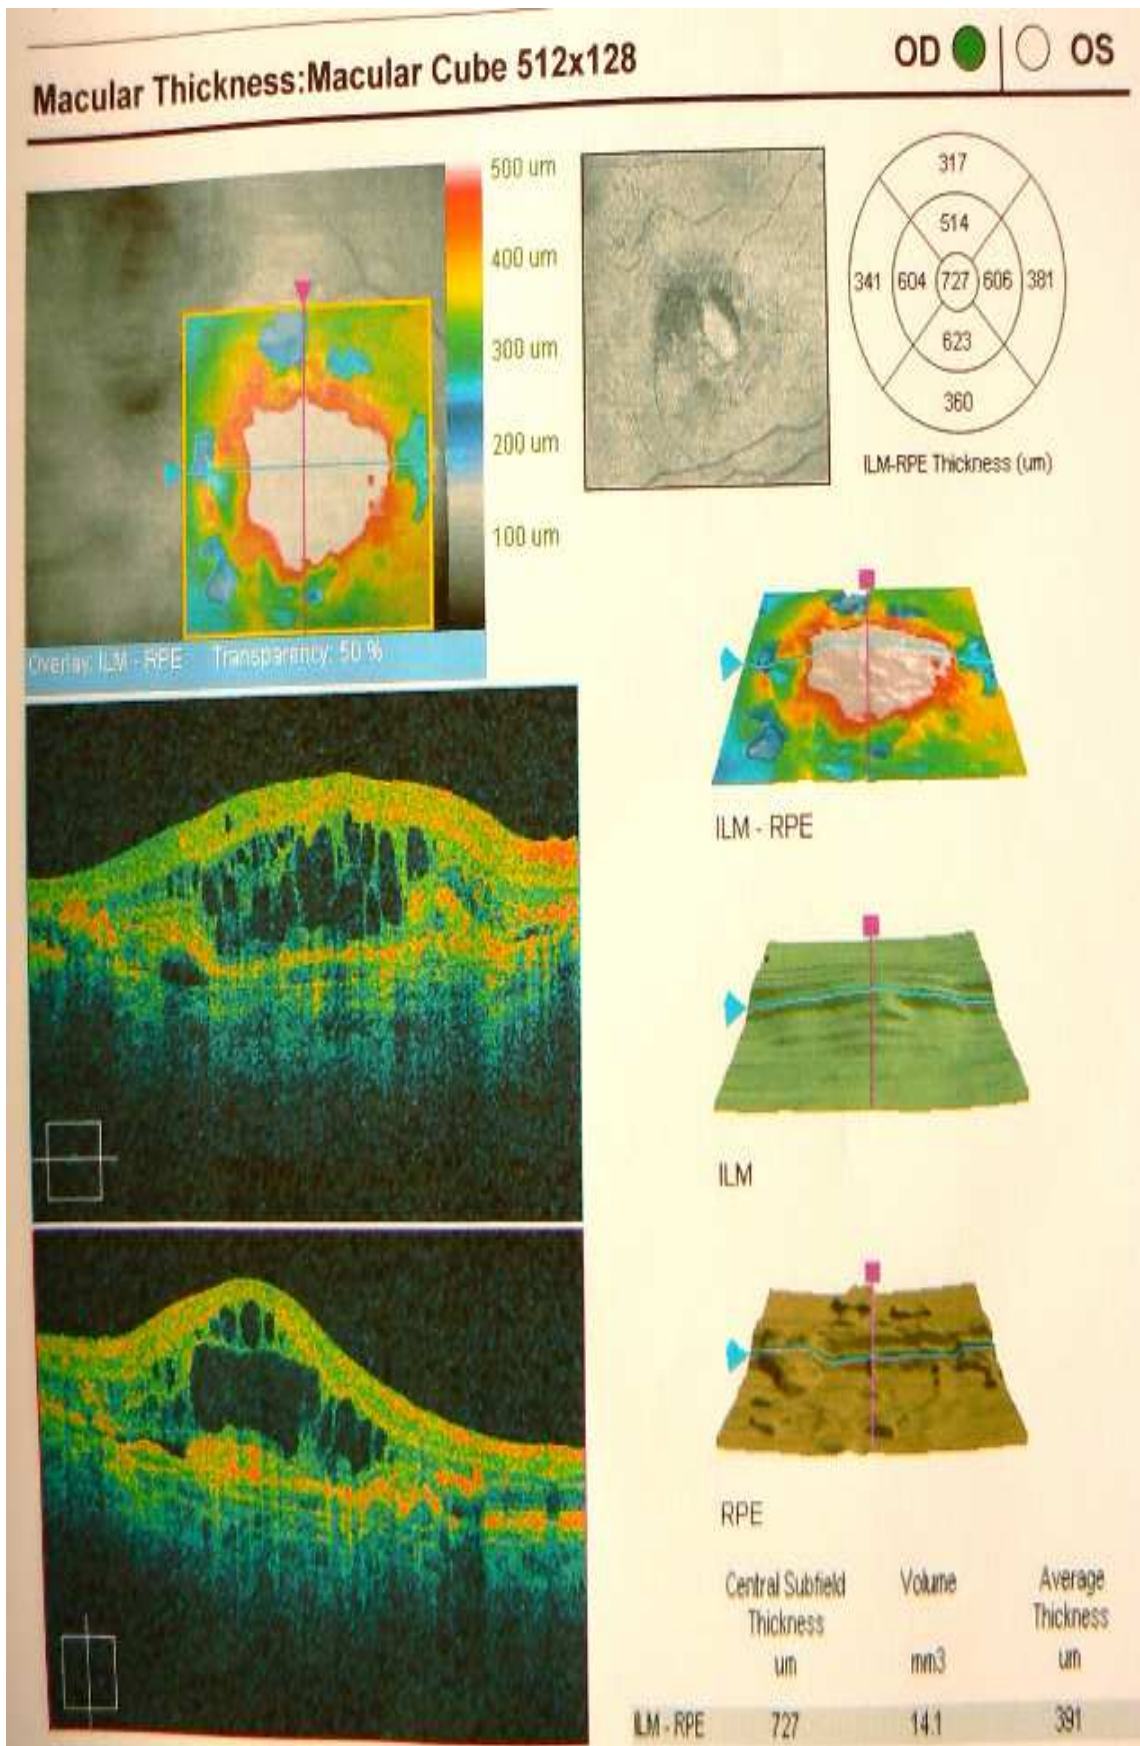 Macular Thickness:Macular Cube 512x128
OD OS
500 um
400 um
300 um
200 um
100 um
Overlay: ILM - RPE Transparency: 50 %
317
514
341 604 727 606 381
623
360
ILM-RPE Thickness (um)
ILM - RPE
ILM
RPE
Central Subfield Thickness um
Volume mm3
Average Thickness um
ILM - RPE 727 14.1 391